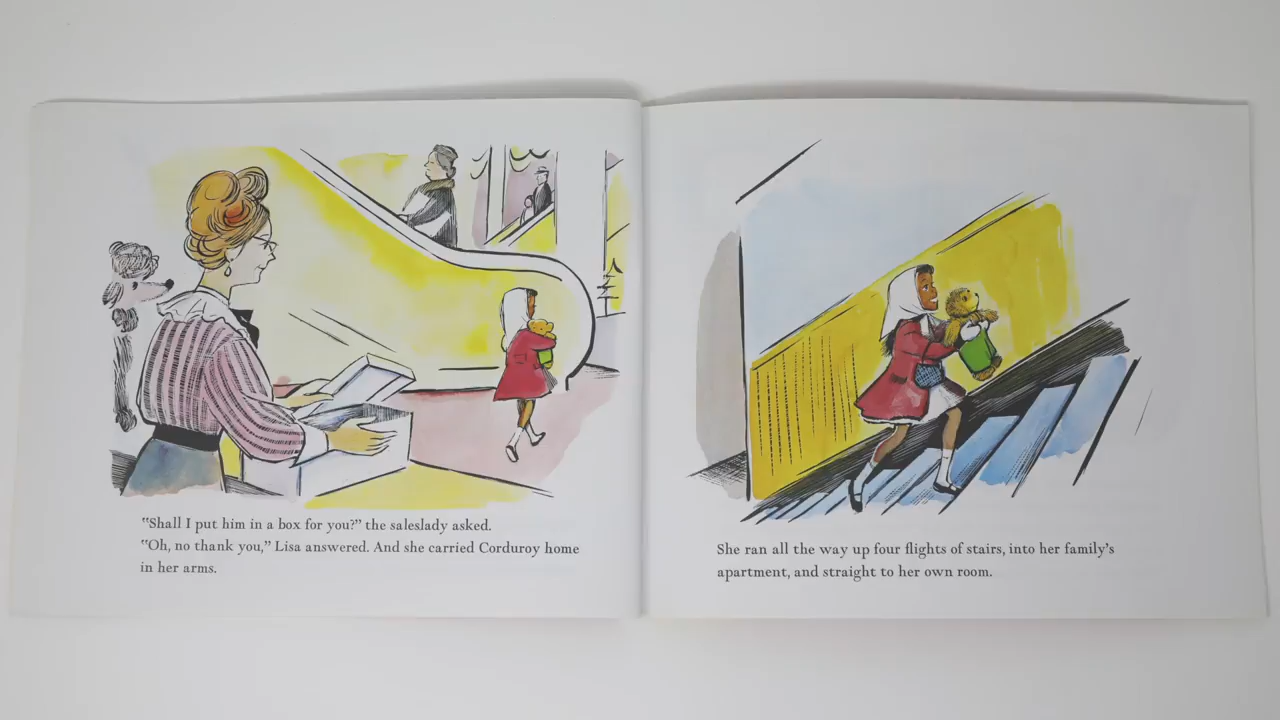 “Shall I put him in a box for you?” the saleslady asked.
“Oh, no thank you,” Lisa answered. And she carried Corduroy home
in her arms.
She ran all the way up four flights of stairs, into her family’s
apartment, and straight to her own room.